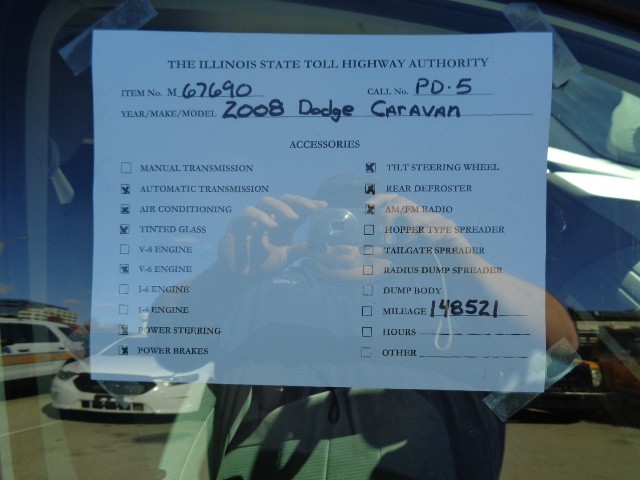 THE ILLINOIS STATE TOLL HIGHWAY AUTHORITY
ITEM No. M 67690 CALL No. PD-5
YEAR/MAKE/MODEL 2008 Dodge CARAVAN
ACCESSORIES
MANUAL TRANSMISSION
AUTOMATIC TRANSMISSION
AIR CONDITIONING
TINTED GLASS
V-8 ENGINE
V-6 ENGINE
I-6 ENGINE
I-4 ENGINE
POWER STEERING
POWER BRAKES
TILT STEERING WHEEL
REAR DEFROSTER
AM/FM RADIO
HOPPER TYPE SPREADER
TAILGATE SPREADER
RADIUS DUMP SPREADER
DUMP BODY
MILEAGE 148521
HOURS
OTHER